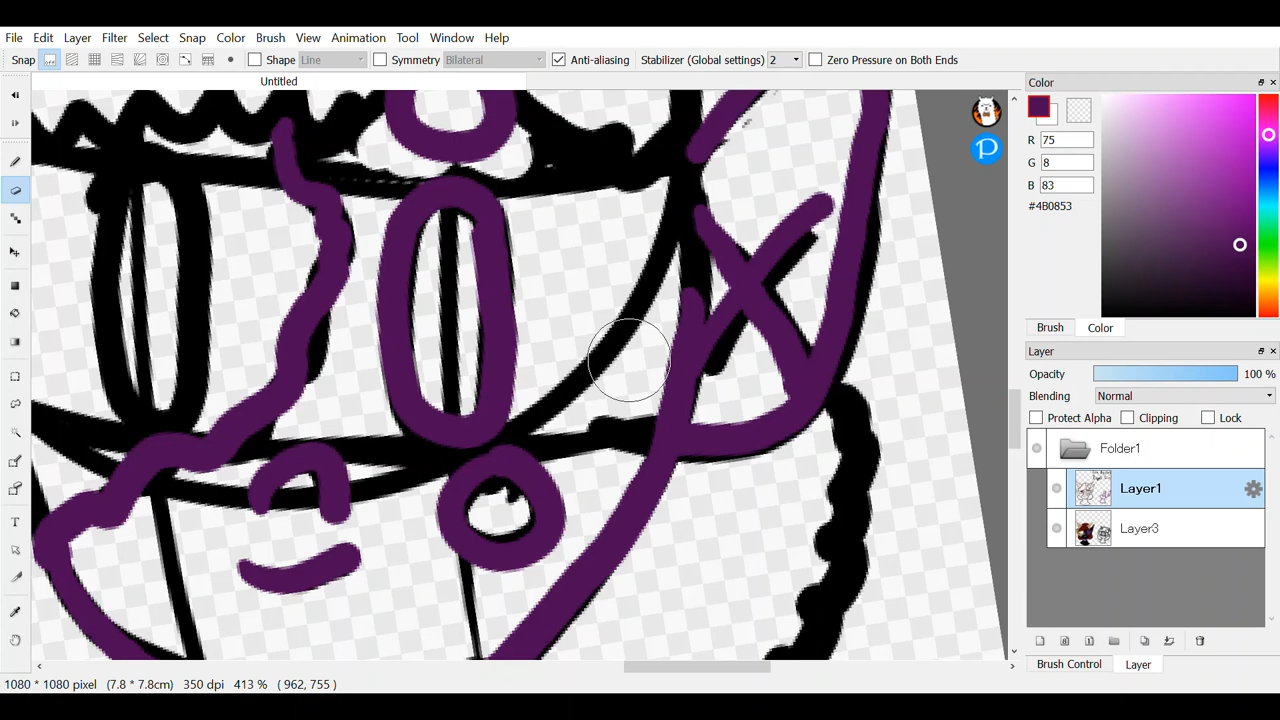 File Edit View Layer Filter Select Snap Color Brush View Animation Tool Window Help
Snap Shape Line Symmetry Bilateral Anti-aliasing Stabilizer (Global settings) 2 Zero Pressure on Both Ends
Untitled
Color
R 75
G 8
B 83
#4B0853
Brush Color
Layer
Opacity 100 %
Blending Normal
Protect Alpha Clipping Lock
Folder1
Layer1
Layer3
Brush Control Layer
1080 * 1080 pixel (7.8 * 7.8cm) 350 dpi 413 % ( 962, 755 )